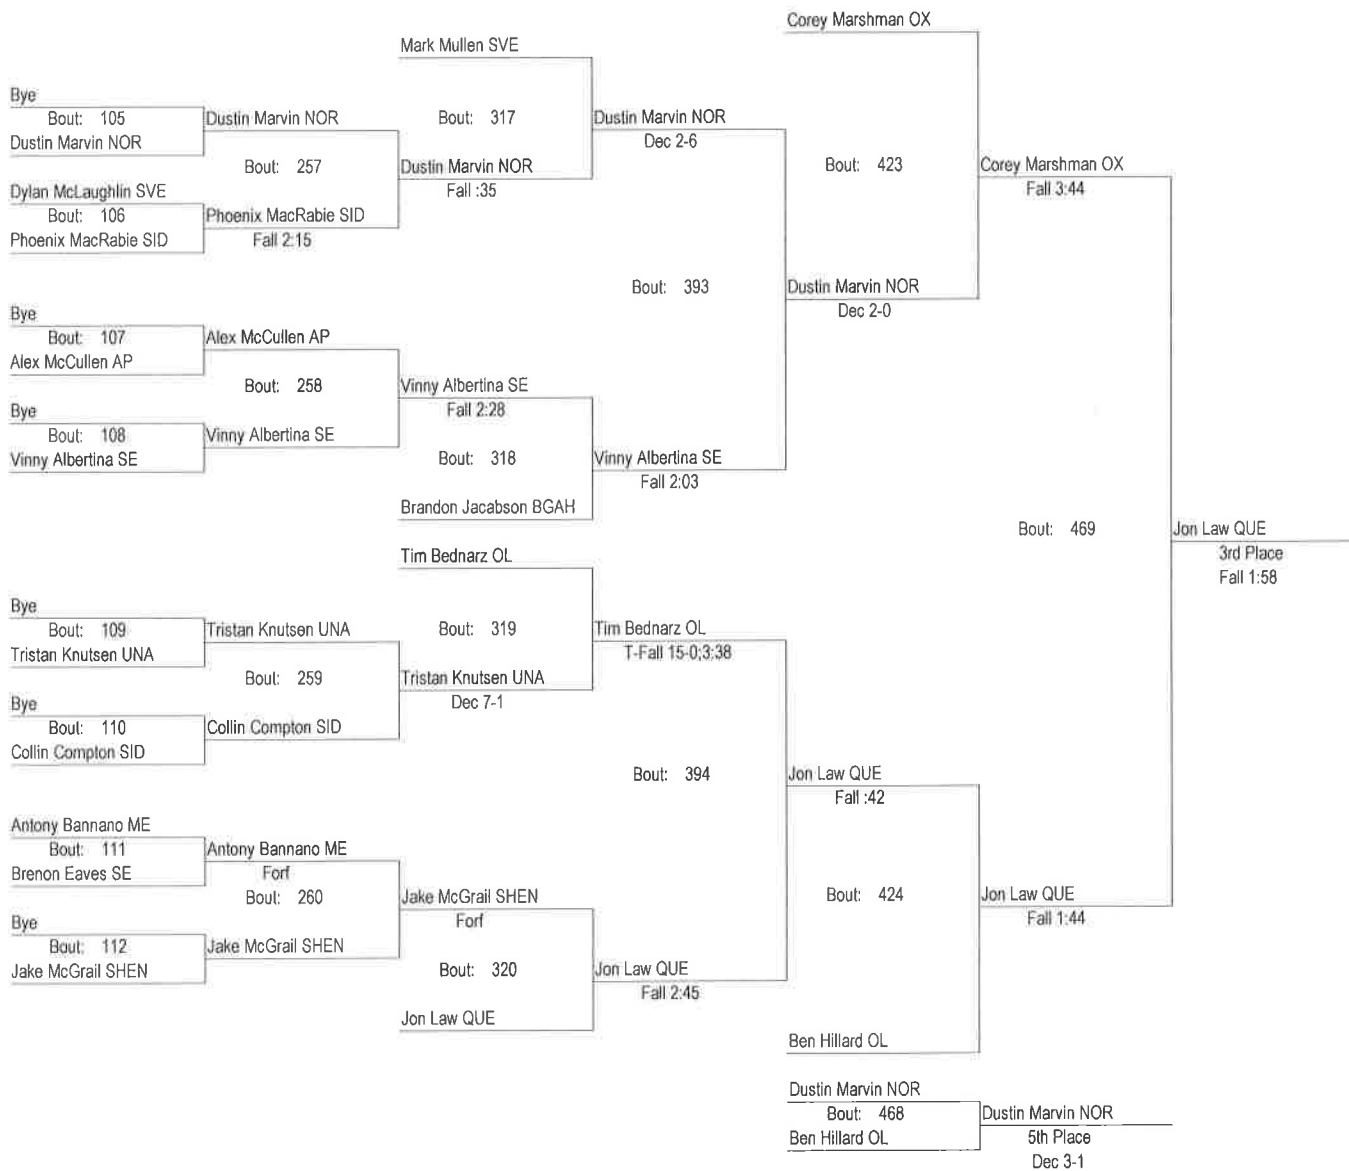 Corey Marshman OX
Mark Mullen SVE
Bye
Bout: 105
Dustin Marvin NOR
Dustin Marvin NOR
Bout: 317
Dustin Marvin NOR
Dec 2-6
Bout: 257
Dustin Marvin NOR
Fall :35
Bout: 423
Corey Marshman OX
Fall 3:44
Dylan McLaughlin SVE
Bout: 106
Phoenix MacRabie SID
Phoenix MacRabie SID
Fall 2:15
Bout: 393
Dustin Marvin NOR
Dec 2-0
Bye
Bout: 107
Alex McCullen AP
Alex McCullen AP
Bout: 258
Vinny Albertina SE
Fall 2:28
Bye
Bout: 108
Vinny Albertina SE
Vinny Albertina SE
Bout: 318
Vinny Albertina SE
Fall 2:03
Brandon Jacabson BGAH
Bout: 469
Jon Law QUE
3rd Place
Fall 1:58
Tim Bednarz OL
Bye
Bout: 109
Tristan Knutsen UNA
Tristan Knutsen UNA
Bout: 319
Tim Bednarz OL
T-Fall 15-0;3:38
Bout: 259
Tristan Knutsen UNA
Dec 7-1
Bye
Bout: 110
Collin Compton SID
Collin Compton SID
Bout: 394
Jon Law QUE
Fall :42
Antony Bannano ME
Bout: 111
Brenon Eaves SE
Antony Bannano ME
Forf
Bout: 260
Jake McGrail SHEN
Forf
Bout: 424
Jon Law QUE
Fall 1:44
Bye
Bout: 112
Jake McGrail SHEN
Jake McGrail SHEN
Bout: 320
Jon Law QUE
Fall 2:45
Jon Law QUE
Ben Hillard OL
Dustin Marvin NOR
Bout: 468
Ben Hillard OL
Dustin Marvin NOR
5th Place
Dec 3-1